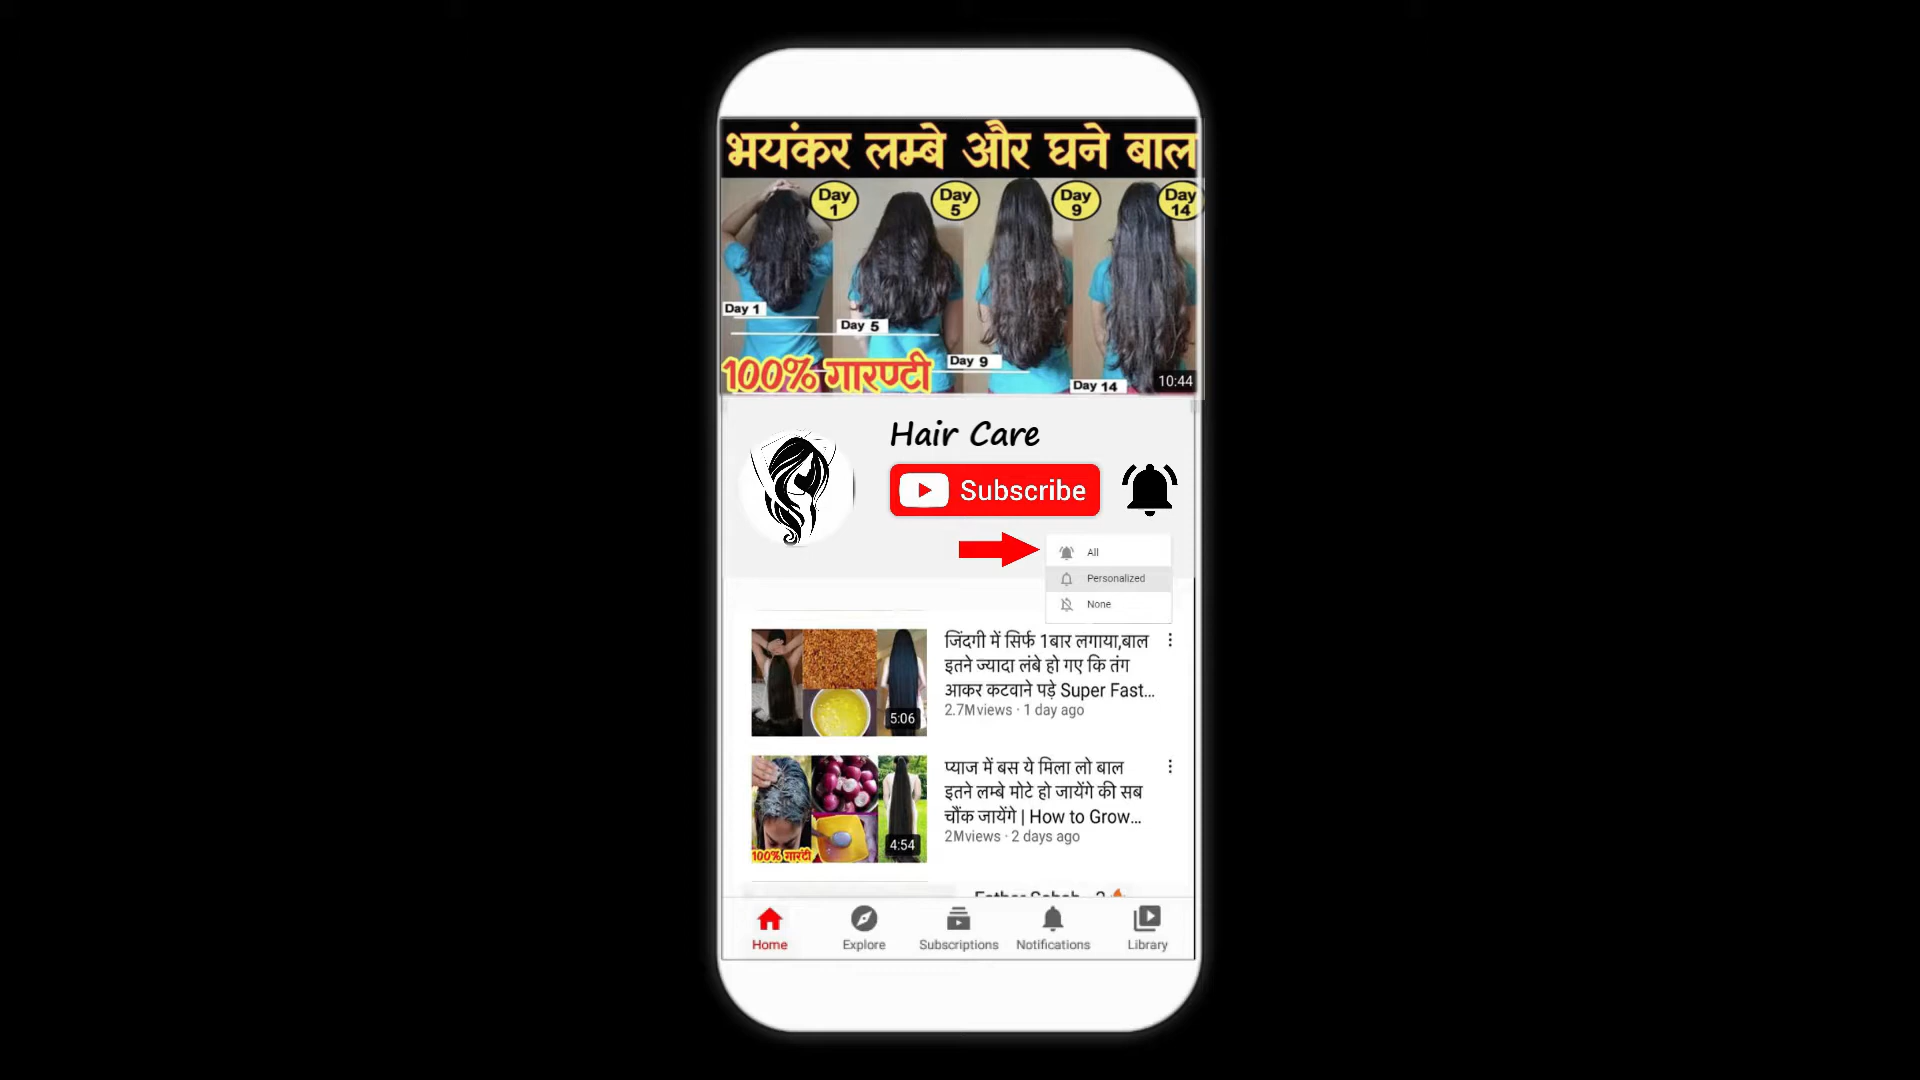 भयंकर लम्बे और घने बाल
Day 1
Day 5
Day 9
Day 14
Day 1
Day 5
Day 9
Day 14
100% गारण्टी
10:44
Hair Care
Subscribe
All
Personalized
None
जिंदगी में सिर्फ 1बार लगाया,बाल
इतने ज्यादा लंबे हो गए कि तंग
आकर कटवाने पड़े Super Fast...
2.7Mviews · 1 day ago
5:06
प्याज में बस ये मिला लो बाल
इतने लम्बे मोटे हो जायेंगे की सब
चौंक जायेंगे | How to Grow...
2Mviews · 2 days ago
100% गारंटी
4:54
Home
Explore
Subscriptions
Notifications
Library